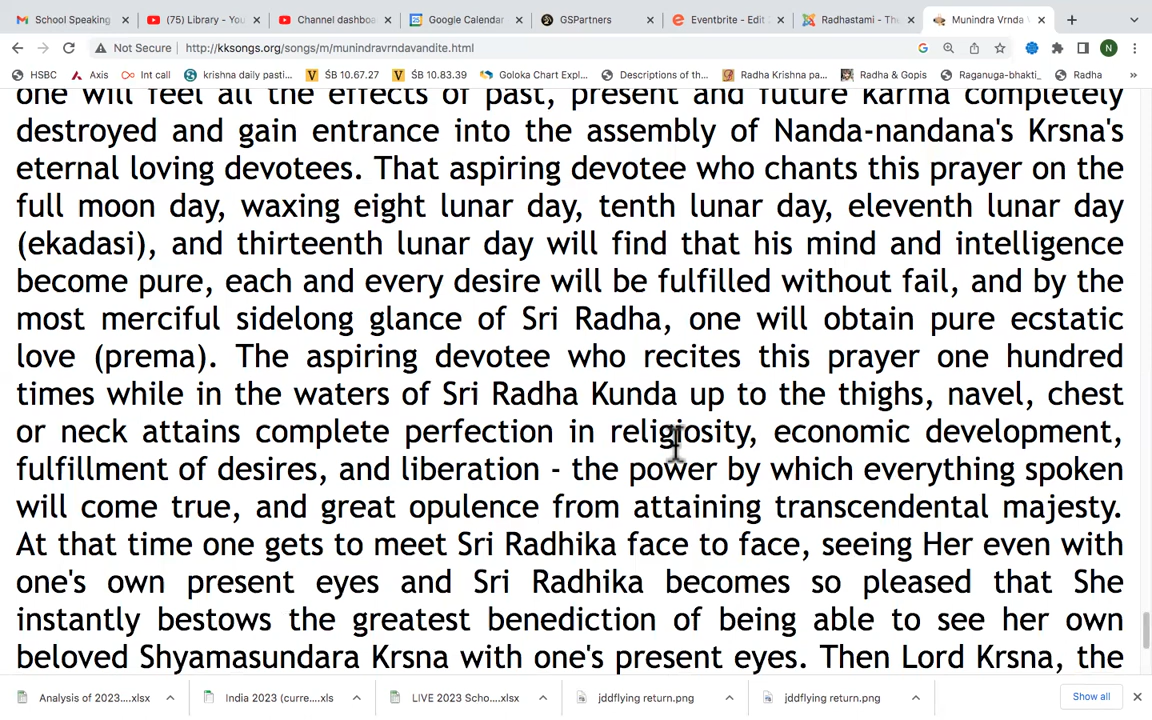 School Speaking
(75) Library - You
Channel dashboa
Google Calendar
GSPartners
Eventbrite - Edit
Radhastami - The
Munindra Vrnda
Not Secure | http://kksongs.org/songs/m/munindravrndavandite.html
N
HSBC
Axis
Int call
krishna daily pasti...
ŚB 10.67.27
ŚB 10.83.39
Goloka Chart Expl...
Descriptions of th...
Radha Krishna pa...
Radha & Gopis
Raganuga-bhakti_
Radha
one will feel all the effects of past, present and future karma completely
destroyed and gain entrance into the assembly of Nanda-nandana's Krsna's
eternal loving devotees. That aspiring devotee who chants this prayer on the
full moon day, waxing eight lunar day, tenth lunar day, eleventh lunar day
(ekadasi), and thirteenth lunar day will find that his mind and intelligence
become pure, each and every desire will be fulfilled without fail, and by the
most merciful sidelong glance of Sri Radha, one will obtain pure ecstatic
love (prema). The aspiring devotee who recites this prayer one hundred
times while in the waters of Sri Radha Kunda up to the thighs, navel, chest
or neck attains complete perfection in religiosity, economic development,
fulfillment of desires, and liberation - the power by which everything spoken
will come true, and great opulence from attaining transcendental majesty.
At that time one gets to meet Sri Radhika face to face, seeing Her even with
one's own present eyes and Sri Radhika becomes so pleased that She
instantly bestows the greatest benediction of being able to see her own
beloved Shyamasundara Krsna with one's present eyes. Then Lord Krsna, the
Analysis of 2023....xlsx
India 2023 (curre....xls
LIVE 2023 Scho....xlsx
jddflying return.png
jddflying return.png
Show all